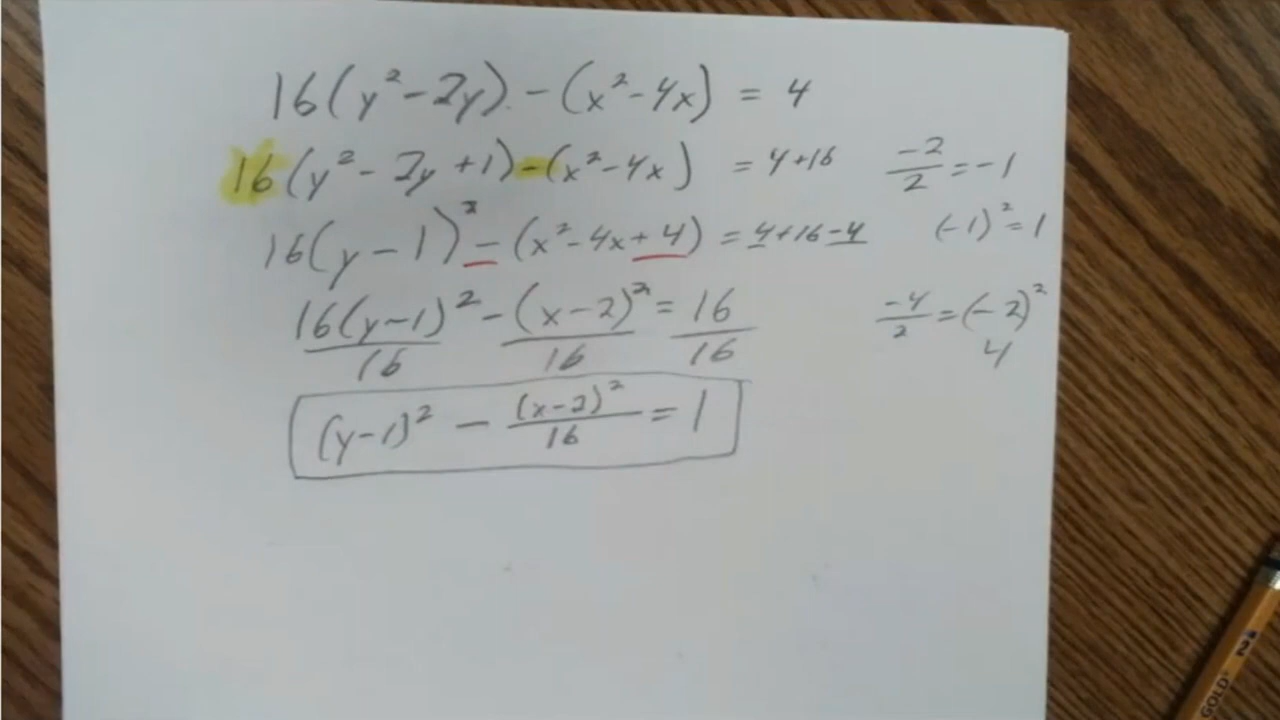 16(y²-2y) - (x²-4x) = 4
16(y²-2y+1) - (x²-4x) = 4+16
-2/2 = -1
16(y-1)² - (x²-4x+4) = 4+16-4
(-1)² = 1
16(y-1)²/16 - (x-2)²/16 = 16/16
-4/2 = (-2)²
4
(y-1)² - (x-2)²/16 = 1
GOLD 2